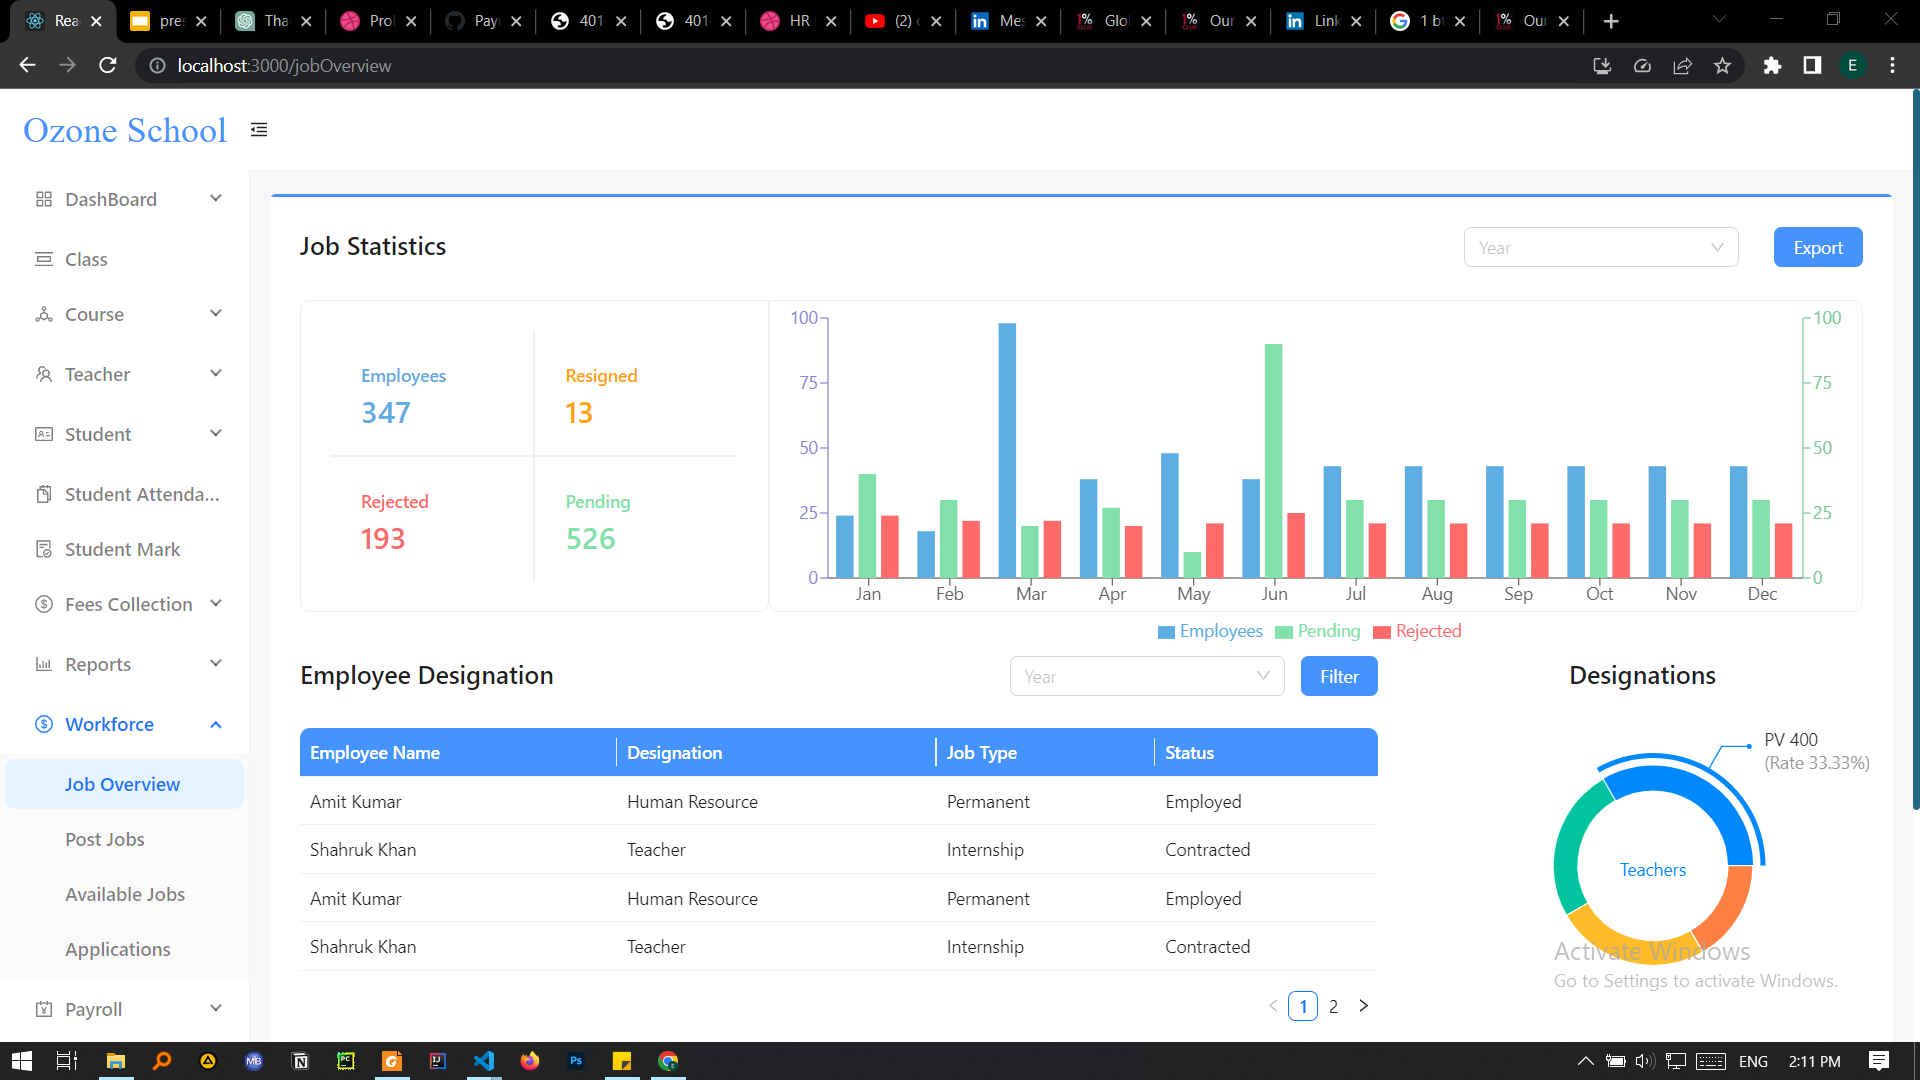 Rea
pre
Tha
Pro
Pay
401
401
HR
(2)
Mes
Glo
Our
Link
1 b
Our
localhost:3000/jobOverview
E
Ozone School
DashBoard
Class
Course
Teacher
Student
Student Attenda...
Student Mark
Fees Collection
Reports
Workforce
Job Overview
Post Jobs
Available Jobs
Applications
Payroll
Job Statistics
Year
Export
Employees
347
Resigned
13
Rejected
193
Pending
526
100
75
50
25
0
100
75
50
25
0
Jan Feb Mar Apr May Jun Jul Aug Sep Oct Nov Dec
Employees Pending Rejected
Employee Designation
Year
Filter
Employee Name Designation Job Type Status
Amit Kumar Human Resource Permanent Employed
Shahruk Khan Teacher Internship Contracted
Amit Kumar Human Resource Permanent Employed
Shahruk Khan Teacher Internship Contracted
1 2
Designations
PV 400
(Rate 33.33%)
Teachers
Activate Windows
Go to Settings to activate Windows.
ENG
2:11 PM